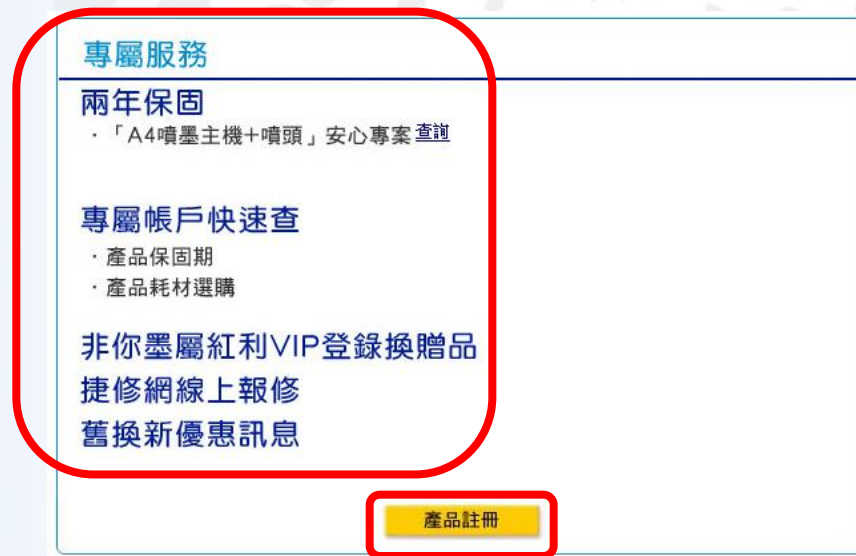 專屬服務
兩年保固
．「A4噴墨主機+噴頭」安心專案 查詢
專屬帳戶快速查
．產品保固期
．產品耗材選購
非你墨屬紅利VIP登錄換贈品
捷修網線上報修
舊換新優惠訊息
產品註冊